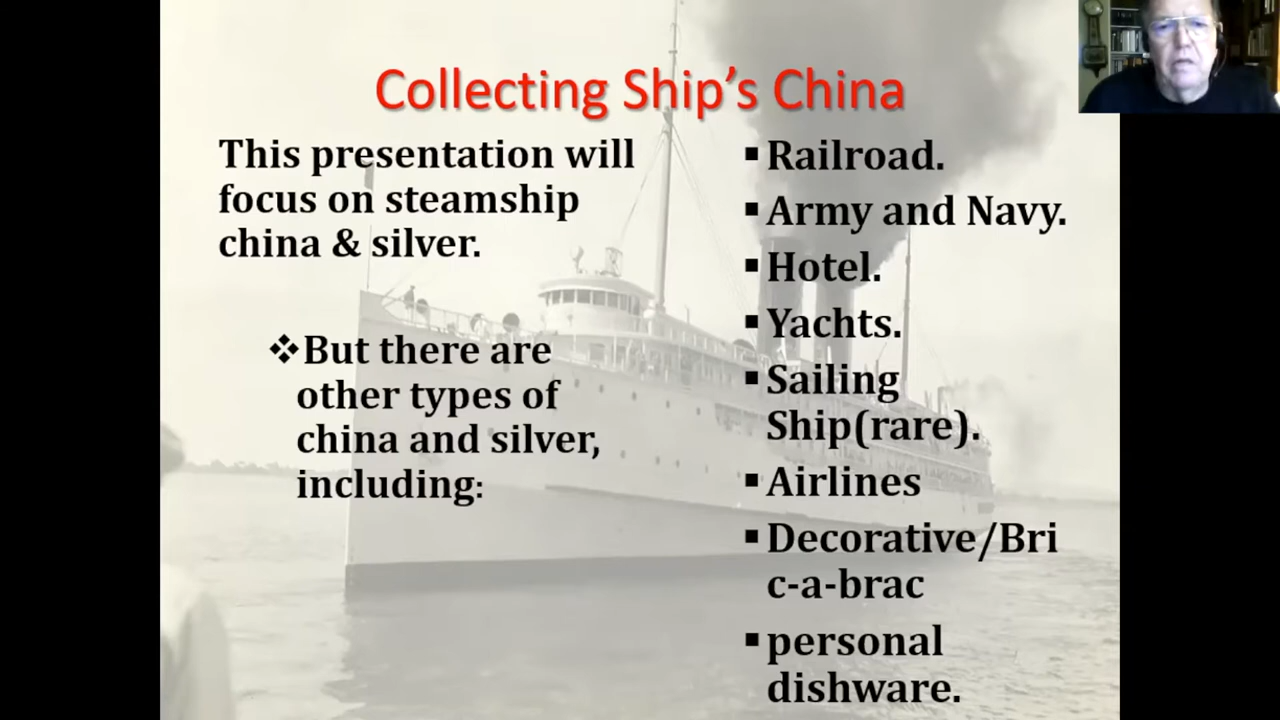 Collecting Ship's China
This presentation will
focus on steamship
china & silver.
❖But there are
other types of
china and silver,
including:
▪Railroad.
▪Army and Navy.
▪Hotel.
▪Yachts.
▪Sailing
Ship(rare).
▪Airlines
▪Decorative/Bri
c-a-brac
▪personal
dishware.